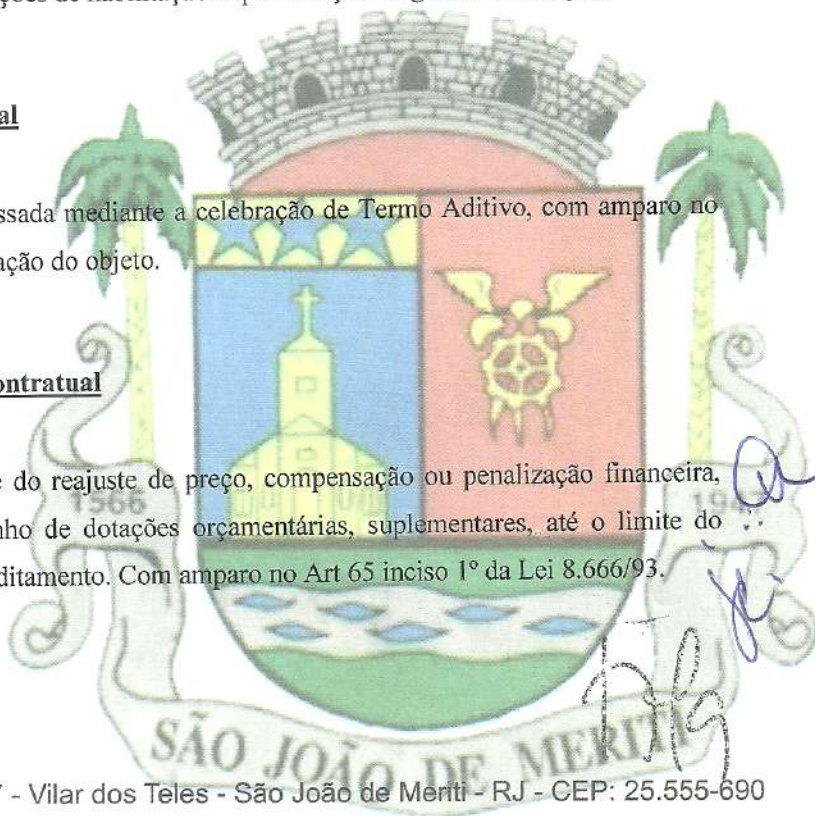 ções de habilitação
al
ssada mediante a celebração de Termo Aditivo, com amparo no
ação do objeto.
ontratual
e do reajuste de preço, compensação ou penalização financeira,
1566
nho de dotações orçamentárias, suplementares, até o limite do
ditamento. Com amparo no Art 65 inciso 1º da Lei 8.666/93.
SÃO JOÃO DE MERITI
- Vilar dos Teles - São João de Meriti - RJ - CEP: 25.555-690